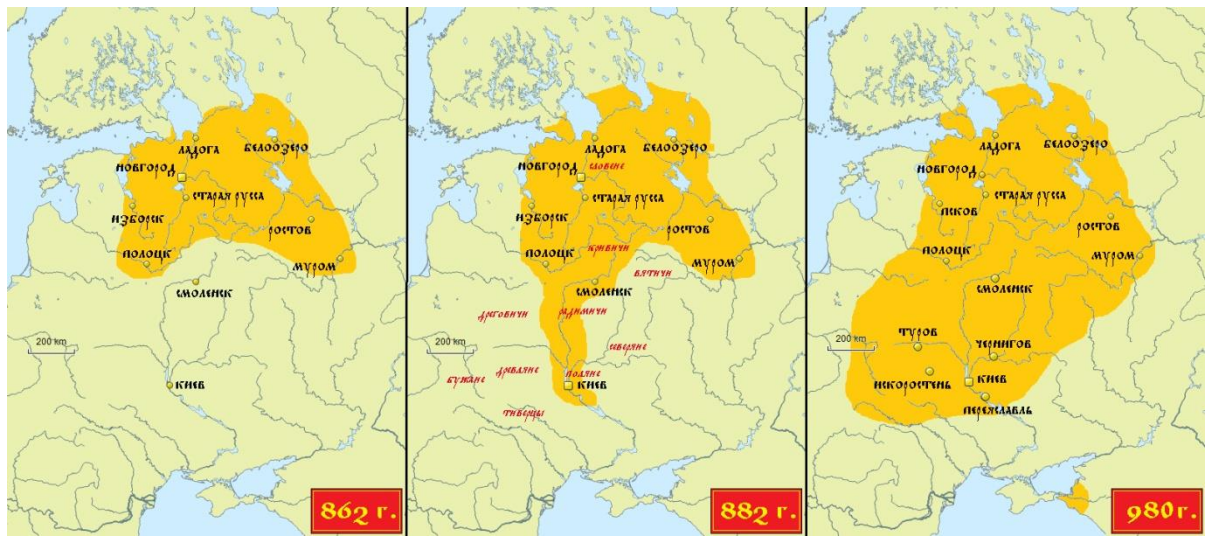 ЛАДОГА
БЕЛООЗЕРО
НОВГОРОД
СТАРАЯ РУССА
ИЗБОРСК
РОСТОВ
ПОЛОЦК
МУРОМ
СМОЛЕНСК
200 km
КИЕВ
862 г.
ЛАДОГА
БЕЛООЗЕРО
НОВГОРОД
СЛОВЕНЕ
СТАРАЯ РУССА
ИЗБОРСК
РОСТОВ
КРИВИЧИ
ПОЛОЦК
МУРОМ
ВЯТИЧИ
СМОЛЕНСК
ДРЕГОВИЧИ
РАДИМИЧИ
200 km
СЕВЕРЯНЕ
ДРЕВЛЯНЕ
ПОЛЯНЕ
БУЖАНЕ
КИЕВ
ТИВЕРЦЫ
882 г.
ЛАДОГА
БЕЛООЗЕРО
НОВГОРОД
СТАРАЯ РУССА
ПСКОВ
РОСТОВ
ПОЛОЦК
МУРОМ
СМОЛЕНСК
ТУРОВ
200 km
ЧЕРНИГОВ
ИСКОРОСТЕНЬ
КИЕВ
ПЕРЕЯСЛАВЛЬ
980 г.